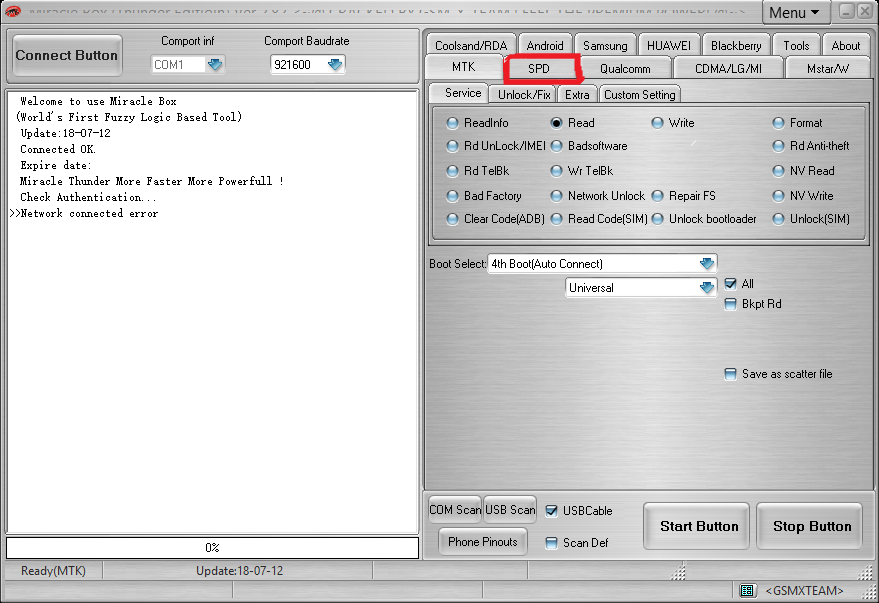 Menu
Connect Button
Comport inf
Comport Baudrate
COM1
921600
Coolsand/RDA
Android
Samsung
HUAWEI
Blackberry
Tools
About
MTK
SPD
Qualcomm
CDMA/LG/MI
Mstar/W
Service
Unlock/Fix
Extra
Custom Setting
Welcome to use Miracle Box
(World's First Fuzzy Logic Based Tool)
Update:18-07-12
Connected OK.
Expire date:
Miracle Thunder More Faster More Powerfull !
Check Authentication...
>>Network connected error
ReadInfo
Read
Write
Format
Rd UnLock/IMEI
Badsoftware
Rd Anti-theft
Rd TelBk
Wr TelBk
NV Read
Bad Factory
Network Unlock
Repair FS
NV Write
Clear Code(ADB)
Read Code(SIM)
Unlock bootloader
Unlock(SIM)
Boot Select:
4th Boot(Auto Connect)
Universal
All
Bkpt Rd
Save as scatter file
COM Scan
USB Scan
USBCable
Start Button
Stop Button
Phone Pinouts
Scan Def
0%
Ready(MTK)
Update:18-07-12
<GSMXTEAM>